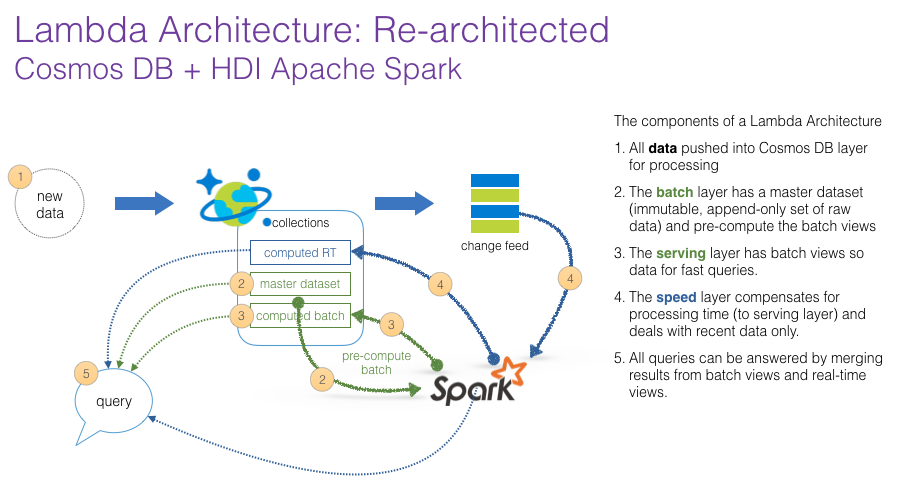 Lambda Architecture: Re-architected
Cosmos DB + HDI Apache Spark
The components of a Lambda Architecture
1. All data pushed into Cosmos DB layer
for processing
2. The batch layer has a master dataset
(immutable, append-only set of raw
data) and pre-compute the batch views
3. The serving layer has batch views so
data for fast queries.
4. The speed layer compensates for
processing time (to serving layer) and
deals with recent data only.
5. All queries can be answered by merging
results from batch views and real-time
views.
1
new
data
collections
computed RT
2
master dataset
3
computed batch
change feed
4
4
3
pre-compute
batch
2
Spark
5
query